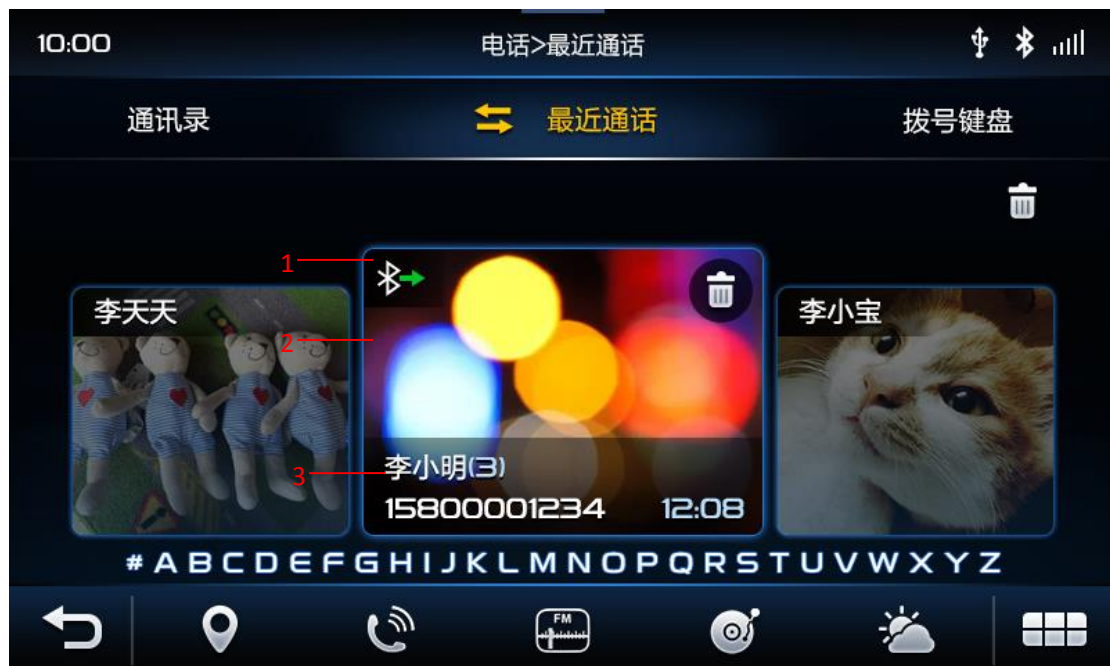 10:00
电话>最近通话
通讯录
最近通话
拨号键盘
1
李天天
李小宝
2
李小明(3)
3
15800001234 12:08
#ABCDEFGHIJKLMNOPQRSTUVWXYZ
FM